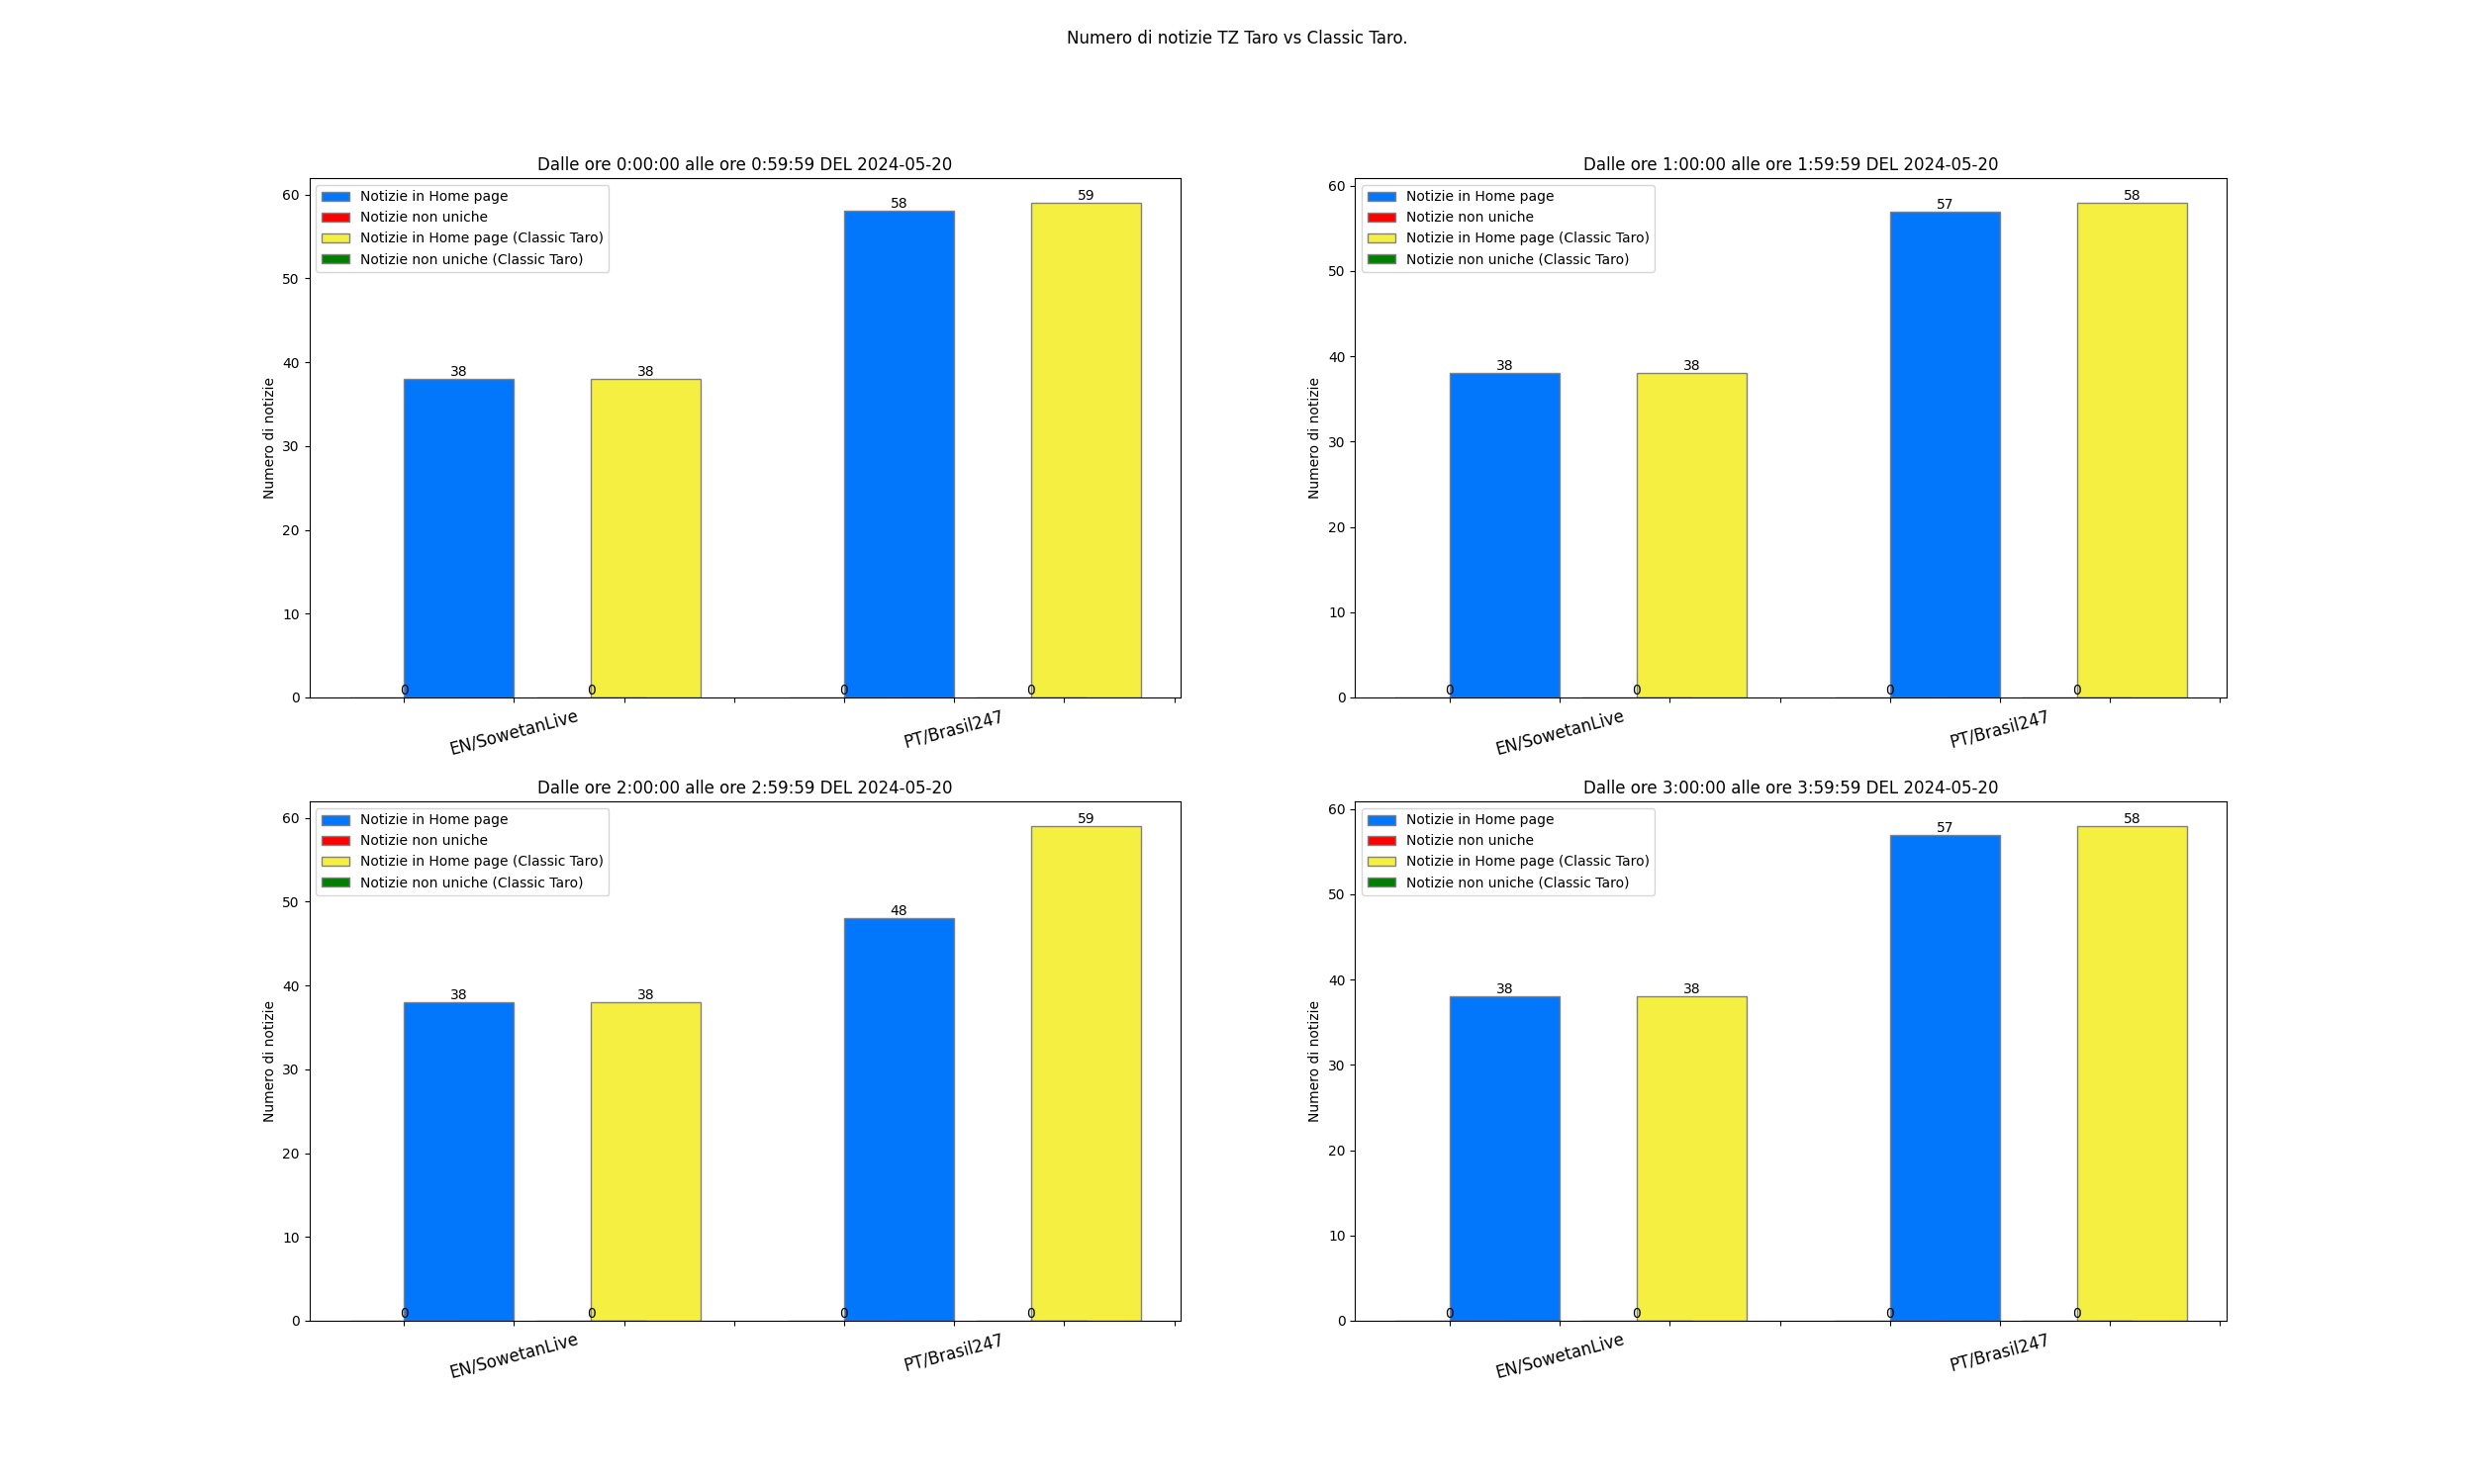 Numero di notizie TZ Taro vs Classic Taro.
Dalle ore 0:00:00 alle ore 0:59:59 DEL 2024-05-20
Numero di notizie
60
50
40
30
20
10
0
Notizie in Home page
Notizie non uniche
Notizie in Home page (Classic Taro)
Notizie non uniche (Classic Taro)
38
38
58
59
0
0
0
0
EN/SowetanLive
PT/Brasil247
Dalle ore 1:00:00 alle ore 1:59:59 DEL 2024-05-20
Numero di notizie
60
50
40
30
20
10
0
Notizie in Home page
Notizie non uniche
Notizie in Home page (Classic Taro)
Notizie non uniche (Classic Taro)
38
38
57
58
0
0
0
0
EN/SowetanLive
PT/Brasil247
Dalle ore 2:00:00 alle ore 2:59:59 DEL 2024-05-20
Numero di notizie
60
50
40
30
20
10
0
Notizie in Home page
Notizie non uniche
Notizie in Home page (Classic Taro)
Notizie non uniche (Classic Taro)
38
38
48
59
0
0
0
0
EN/SowetanLive
PT/Brasil247
Dalle ore 3:00:00 alle ore 3:59:59 DEL 2024-05-20
Numero di notizie
60
50
40
30
20
10
0
Notizie in Home page
Notizie non uniche
Notizie in Home page (Classic Taro)
Notizie non uniche (Classic Taro)
38
38
57
58
0
0
0
0
EN/SowetanLive
PT/Brasil247